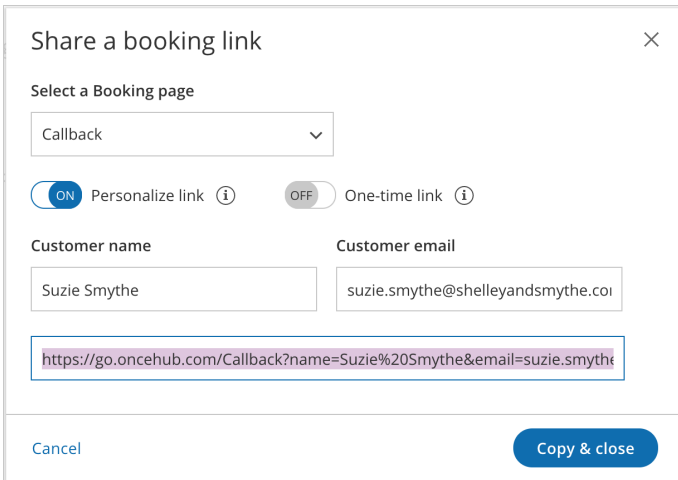 Share a booking link
Select a Booking page
Callback
ON Personalize link i OFF One-time link i
Customer name Customer email
Suzie Smythe suzie.smythe@shelleyandsmythe.co
https://go.oncehub.com/Callback?name=Suzie%20Smythe&email=suzie.smythe
Cancel Copy & close